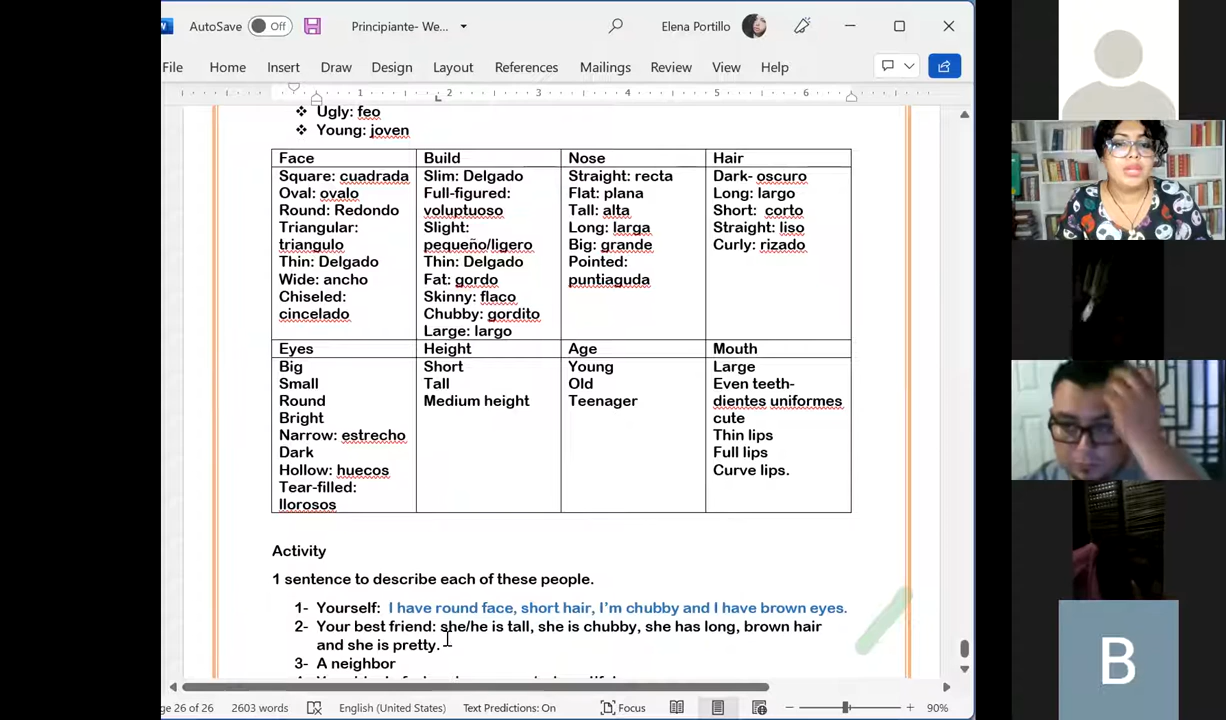 AutoSave Off Principiante- We... Elena Portillo
File Home Insert Draw Design Layout References Mailings Review View Help
1 2 3 4 5 6
❖ Ugly: feo
❖ Young: joven
Face Build Nose Hair
Square: cuadrada
Oval: ovalo
Round: Redondo
Triangular:
triangulo
Thin: Delgado
Wide: ancho
Chiseled:
cincelado
Slim: Delgado
Full-figured:
voluptuoso
Slight:
pequeño/ligero
Thin: Delgado
Fat: gordo
Skinny: flaco
Chubby: gordito
Large: largo
Straight: recta
Flat: plana
Tall: alta
Long: larga
Big: grande
Pointed:
puntiaguda
Dark- oscuro
Long: largo
Short: corto
Straight: liso
Curly: rizado
Eyes Height Age Mouth
Big
Small
Round
Bright
Narrow: estrecho
Dark
Hollow: huecos
Tear-filled:
llorosos
Short
Tall
Medium height
Young
Old
Teenager
Large
Even teeth-
dientes uniformes
cute
Thin lips
Full lips
Curve lips.
Activity
1 sentence to describe each of these people.
1- Yourself: I have round face, short hair, I'm chubby and I have brown eyes.
2- Your best friend: she/he is tall, she is chubby, she has long, brown hair
and she is pretty.
3- A neighbor
ge 26 of 26 2603 words English (United States) Text Predictions: On Focus 90%
B